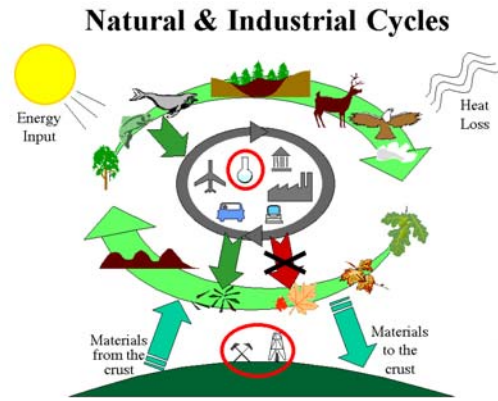 Natural & Industrial Cycles
Energy
Input
Heat
Loss
Materials
from the
crust
Materials
to the
crust